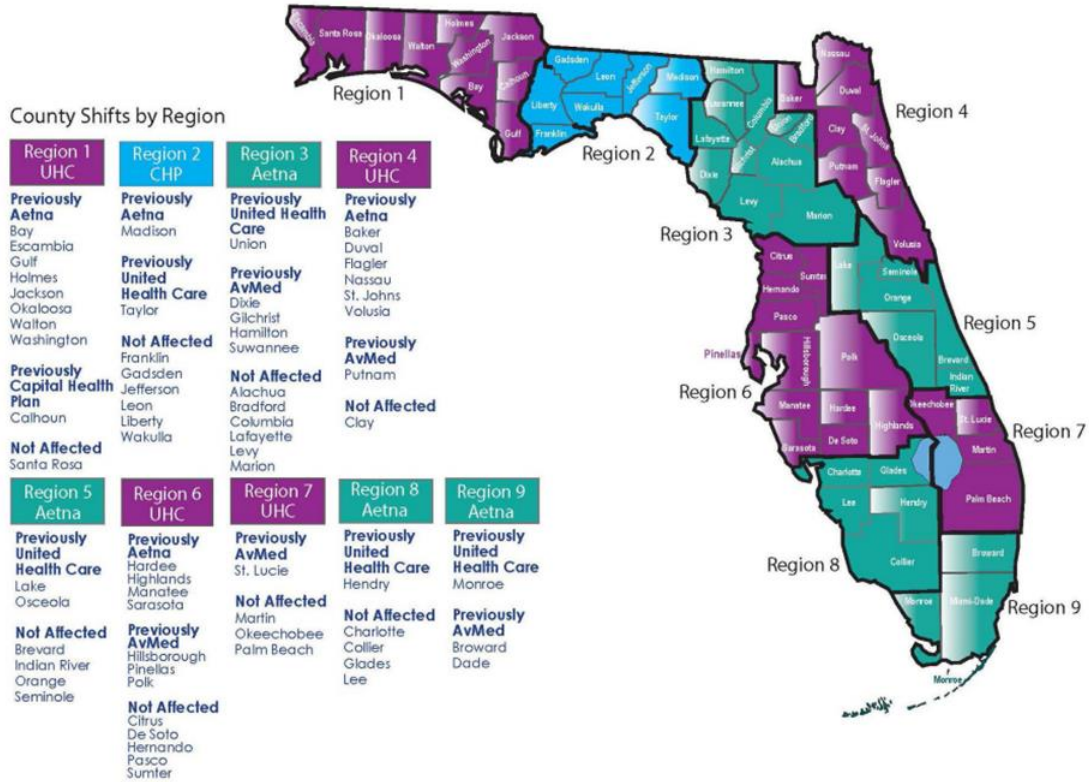 County Shifts by Region
Region 1
UHC
Previously
Aetna
Bay
Escambia
Gulf
Holmes
Jackson
Okaloosa
Walton
Washington
Previously
Capital Health
Plan
Calhoun
Not Affected
Santa Rosa
Region 2
CHP
Previously
Aetna
Madison
Previously
United
Health Care
Taylor
Not Affected
Franklin
Gadsden
Jefferson
Leon
Liberty
Wakulla
Region 3
Aetna
Previously
United Health
Care
Union
Previously
AvMed
Dixie
Gilchrist
Hamilton
Suwannee
Not Affected
Alachua
Bradford
Columbia
Lafayette
Levy
Marion
Region 4
UHC
Previously
Aetna
Baker
Duval
Flagler
Nassau
St. Johns
Volusia
Previously
AvMed
Putnam
Not Affected
Clay
Region 5
Aetna
Previously
United
Health Care
Lake
Osceola
Not Affected
Brevard
Indian River
Orange
Seminole
Region 6
UHC
Previously
Aetna
Hardee
Highlands
Manatee
Sarasota
Previously
AvMed
Hillsborough
Pinellas
Polk
Not Affected
Citrus
De Soto
Hernando
Pasco
Sumter
Region 7
UHC
Previously
AvMed
St. Lucie
Not Affected
Martin
Okeechobee
Palm Beach
Region 8
Aetna
Previously
United
Health Care
Hendry
Not Affected
Charlotte
Collier
Glades
Lee
Region 9
Aetna
Previously
United
Health Care
Monroe
Previously
AvMed
Broward
Dade
Escambia
Santa Rosa
Okaloosa
Walton
Holmes
Washington
Jackson
Bay
Calhoun
Gulf
Region 1
Gadsden
Leon
Jefferson
Madison
Liberty
Wakulla
Taylor
Franklin
Region 2
Hamilton
Suwannee
Columbia
Lafayette
Bradford
Alachua
Dixie
Levy
Marion
Region 3
Nassau
Baker
Duval
Clay
St. Johns
Putnam
Flagler
Volusia
Region 4
Lake
Seminole
Orange
Osceola
Brevard
Indian
River
Region 5
Citrus
Sumter
Hernando
Pasco
Pinellas
Hillsborough
Polk
Manatee
Hardee
Highlands
Sarasota
De Soto
Region 6
Okeechobee
St. Lucie
Martin
Palm Beach
Region 7
Charlotte
Glades
Lee
Hendry
Collier
Region 8
Broward
Monroe
Miami-Dade
Monroe
Region 9